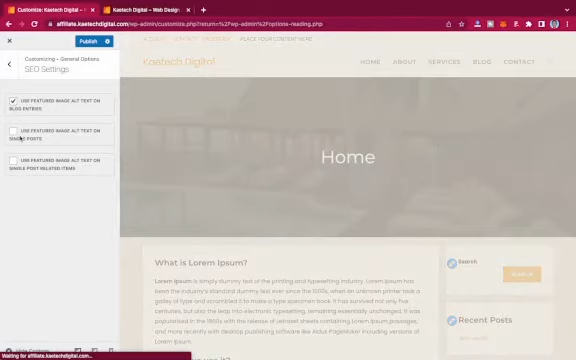 Customize: Kaetech Digital –
Kaetech Digital – Web Design
affiliate.kaetechdigital.com/wp-admin/customize.php?return=%2Fwp-admin%2Foptions-reading.php
Publish
Customizing • General Options
SEO Settings
USE FEATURED IMAGE ALT TEXT ON
BLOG ENTRIES
USE FEATURED IMAGE ALT TEXT ON
SINGLE POSTS
USE FEATURED IMAGE ALT TEXT ON
SINGLE POST RELATED ITEMS
PLACE YOUR CONTENT HERE
Kaetech Digital
HOME ABOUT SERVICES BLOG CONTACT
Home
What is Lorem Ipsum?
Lorem Ipsum is simply dummy text of the printing and typesetting industry. Lorem Ipsum
has been the industry's standard dummy text ever since the 1500s, when an unknown printer took a
galley of type and scrambled it to make a type specimen book. It has survived not only five
centuries, but also the leap into electronic typesetting, remaining essentially unchanged. It was
popularised in the 1960s with the release of Letraset sheets containing Lorem Ipsum passages, and
more recently with desktop publishing software like Aldus PageMaker including versions of Lorem
Ipsum.
Search
Recent Posts
Hide Controls
Waiting for affiliate.kaetechdigital.com...